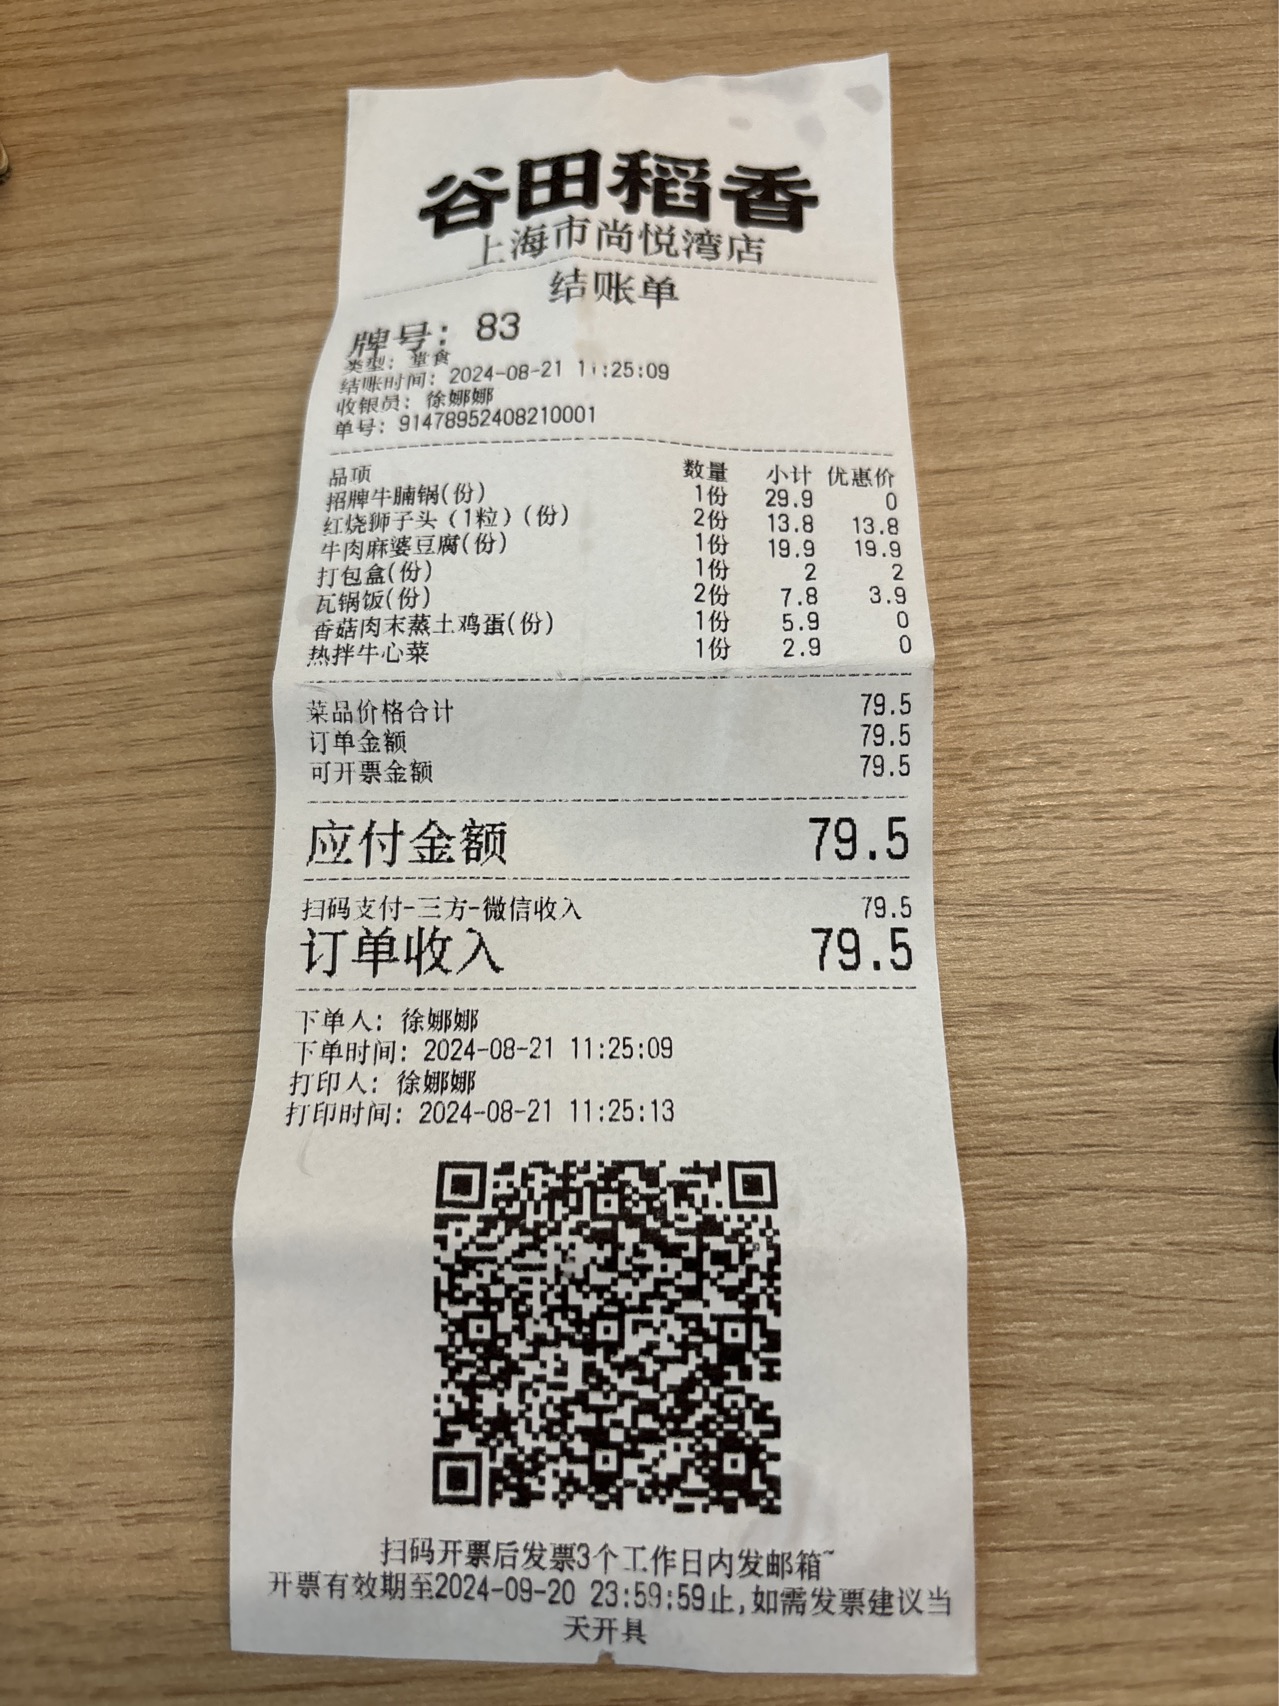 谷田稻香
上海市尚悦湾店
结账单
牌号: 83
类型: 堂食
结账时间: 2024-08-21 11:25:09
收银员: 徐娜娜
单号: 91478952408210001
品项 数量 小计 优惠价
招牌牛腩锅(份) 1份 29.9 0
红烧狮子头(1粒)(份) 2份 13.8 13.8
牛肉麻婆豆腐(份) 1份 19.9 19.9
打包盒(份) 1份 2 2
瓦锅饭(份) 2份 7.8 3.9
香菇肉末蒸土鸡蛋(份) 1份 5.9 0
热拌牛心菜 1份 2.9 0
菜品价格合计 79.5
订单金额 79.5
可开票金额 79.5
应付金额 79.5
扫码支付-三方-微信收入 79.5
订单收入 79.5
下单人: 徐娜娜
下单时间: 2024-08-21 11:25:09
打印人: 徐娜娜
打印时间: 2024-08-21 11:25:13
扫码开票后发票3个工作日内发邮箱~
开票有效期至2024-09-20 23:59:59止,如需发票建议当
天开具